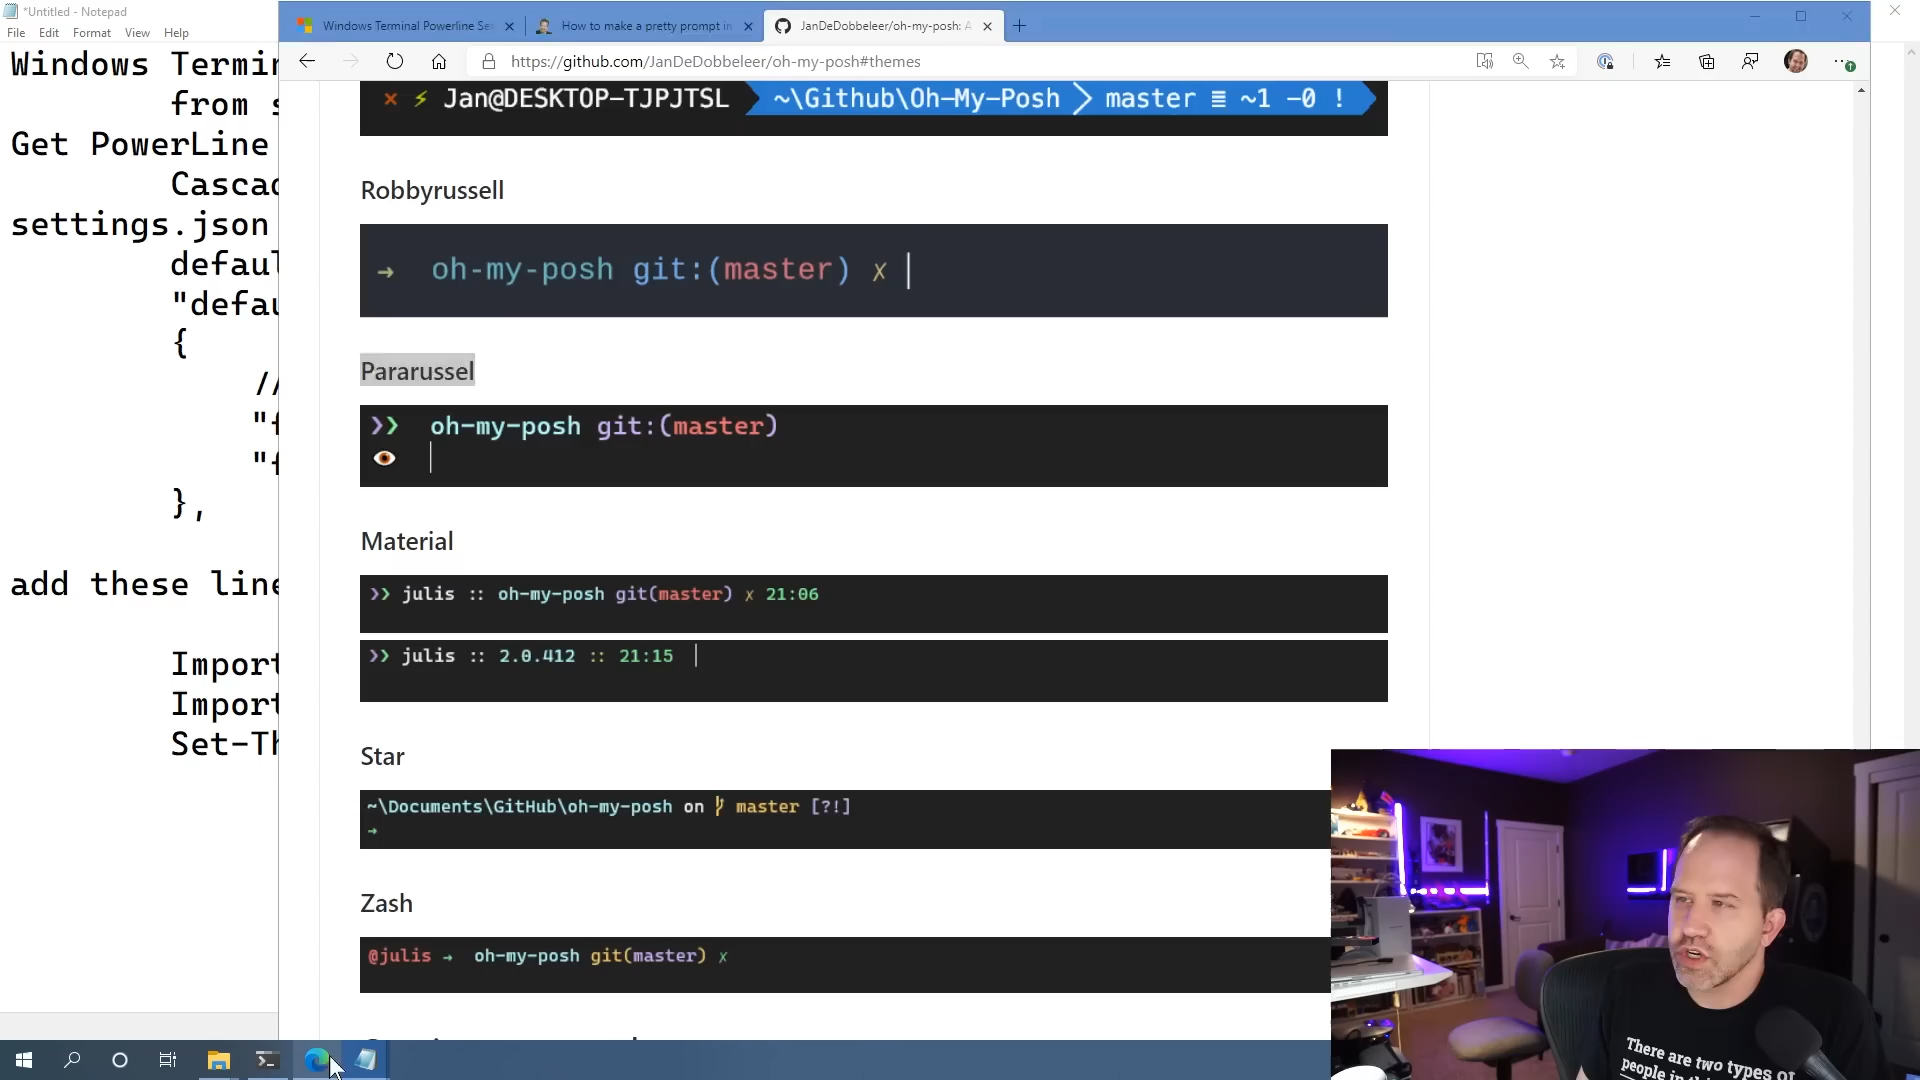 *Untitled - Notepad
File Edit Format View Help
Windows Termin
from s
Get PowerLine
Cascad
settings.json
defaul
"defau
{
//
"f
"f
},
add these line
Import
Import
Set-Th
Windows Terminal Powerline Se
How to make a pretty prompt in
JanDeDobbeleer/oh-my-posh: A
https://github.com/JanDeDobbeleer/oh-my-posh#themes
Jan@DESKTOP-TJPJTSL ~\Github\Oh-My-Posh master ≡ ~1 -0 !
Robbyrussell
→ oh-my-posh git:(master) ✗
Pararussel
❯❯ oh-my-posh git:(master)
Material
❯❯ julis :: oh-my-posh git(master) ✗ 21:06
❯❯ julis :: 2.0.412 :: 21:15
Star
~\Documents\GitHub\oh-my-posh on master [?!]
→
Zash
@julis → oh-my-posh git(master) ✗
There are two types of
people in